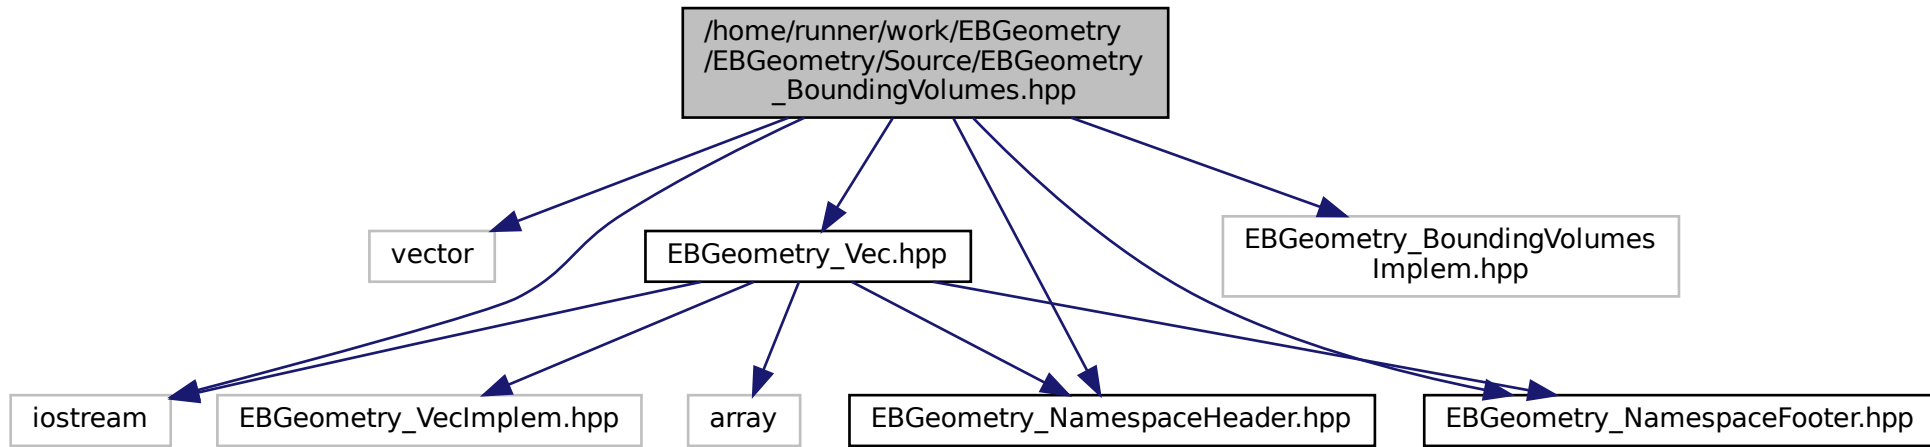 /home/runner/work/EBGeometry
/EBGeometry/Source/EBGeometry
_BoundingVolumes.hpp
vector
EBGeometry_Vec.hpp
EBGeometry_BoundingVolumes
Implem.hpp
iostream
EBGeometry_VecImplem.hpp
array
EBGeometry_NamespaceHeader.hpp
EBGeometry_NamespaceFooter.hpp